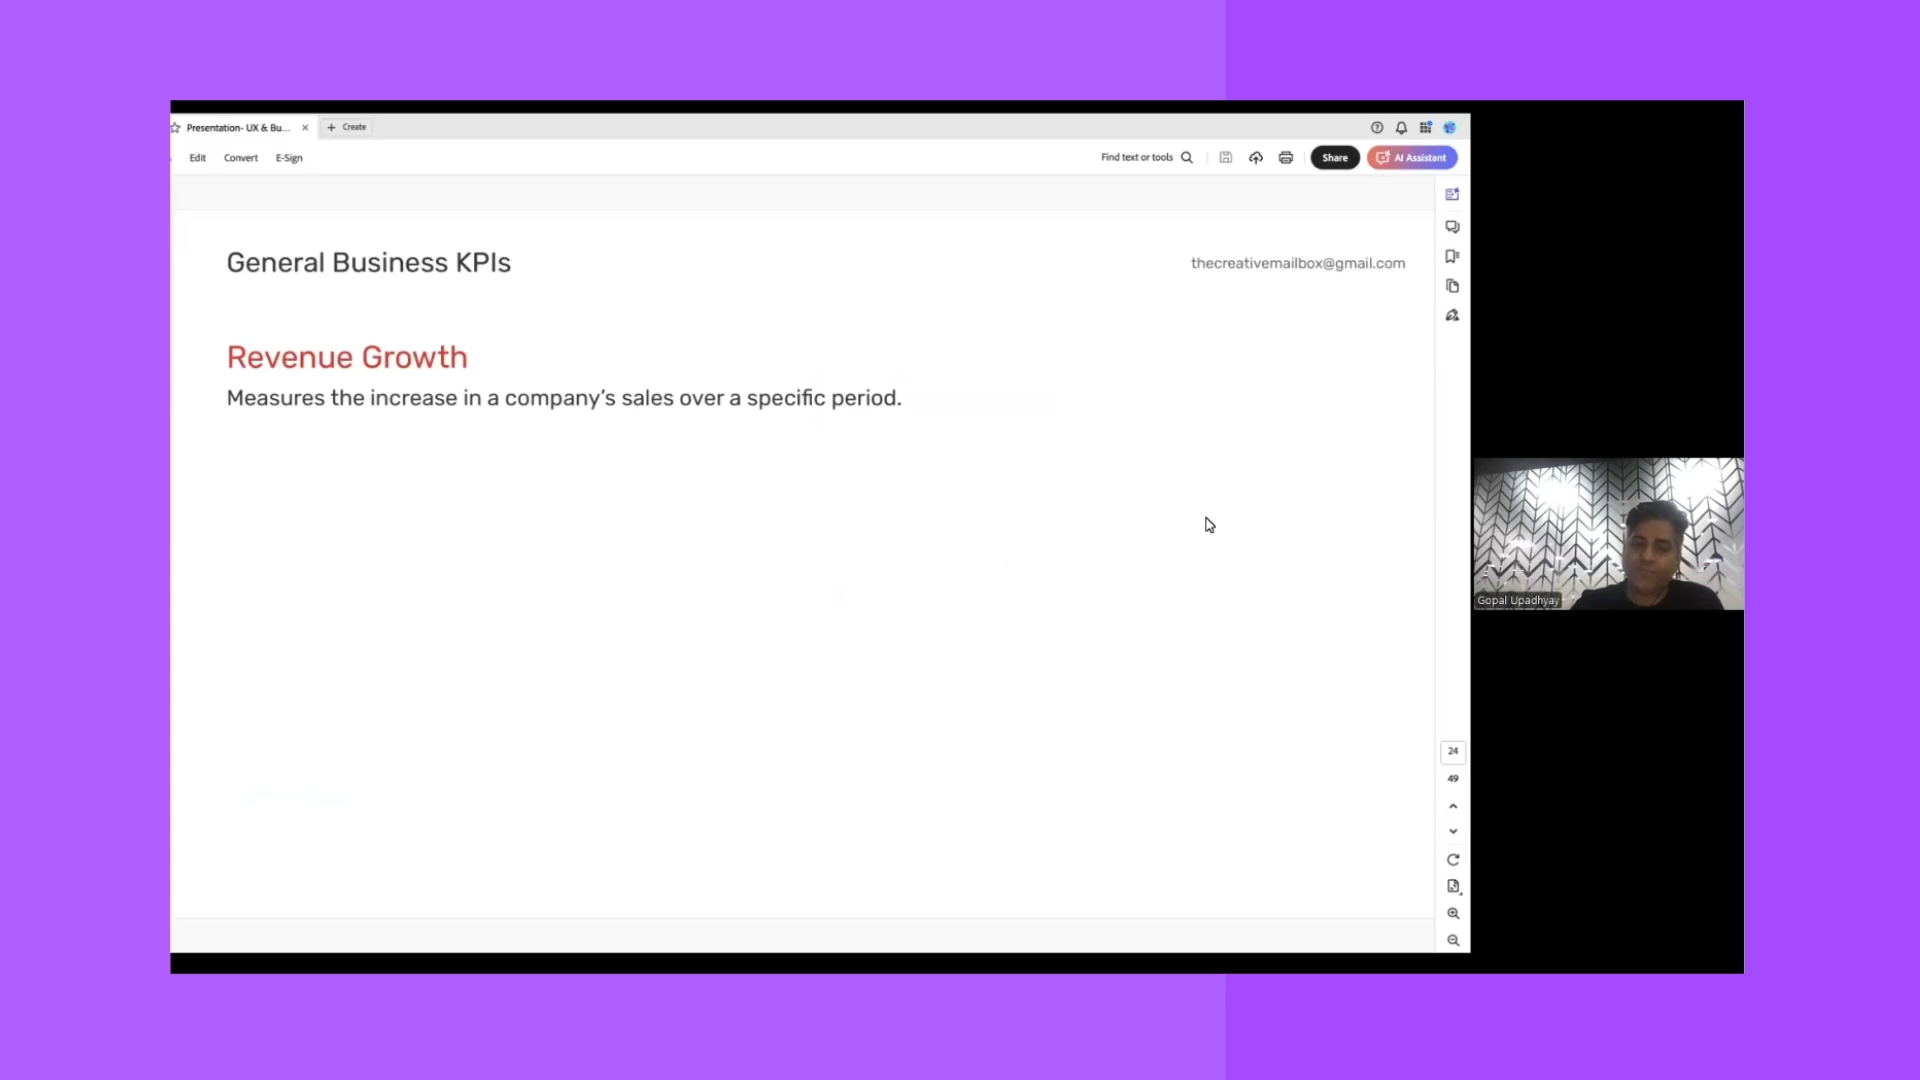 Presentation- UX & Bu...
Create
Edit Convert E-Sign
Find text or tools
Share
AI Assistant
General Business KPIs
thecreativemailbox@gmail.com
Revenue Growth
Measures the increase in a company's sales over a specific period.
Gopal Upadhyay
24
49